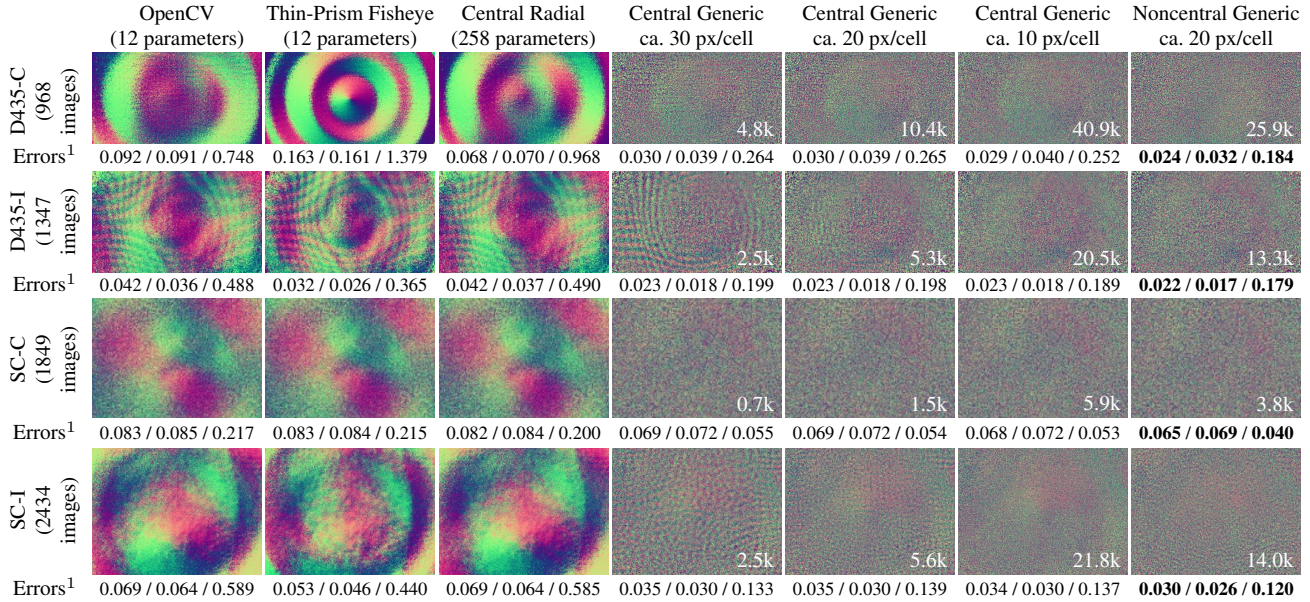 OpenCV Thin-Prism Fisheye Central Radial Central Generic Central Generic Central Generic Noncentral Generic
(12 parameters) (12 parameters) (258 parameters) ca. 30 px/cell ca. 20 px/cell ca. 10 px/cell ca. 20 px/cell
D435-C
(968
images)
4.8k 10.4k 40.9k 25.9k
Errors¹ 0.092 / 0.091 / 0.748 0.163 / 0.161 / 1.379 0.068 / 0.070 / 0.968 0.030 / 0.039 / 0.264 0.030 / 0.039 / 0.265 0.029 / 0.040 / 0.252 0.024 / 0.032 / 0.184
D435-I
(1347
images)
2.5k 5.3k 20.5k 13.3k
Errors¹ 0.042 / 0.036 / 0.488 0.032 / 0.026 / 0.365 0.042 / 0.037 / 0.490 0.023 / 0.018 / 0.199 0.023 / 0.018 / 0.198 0.023 / 0.018 / 0.189 0.022 / 0.017 / 0.179
SC-C
(1849
images)
0.7k 1.5k 5.9k 3.8k
Errors¹ 0.083 / 0.085 / 0.217 0.083 / 0.084 / 0.215 0.082 / 0.084 / 0.200 0.069 / 0.072 / 0.055 0.069 / 0.072 / 0.054 0.068 / 0.072 / 0.053 0.065 / 0.069 / 0.040
SC-I
(2434
images)
2.5k 5.6k 21.8k 14.0k
Errors¹ 0.069 / 0.064 / 0.589 0.053 / 0.046 / 0.440 0.069 / 0.064 / 0.585 0.035 / 0.030 / 0.133 0.035 / 0.030 / 0.139 0.034 / 0.030 / 0.137 0.030 / 0.026 / 0.120